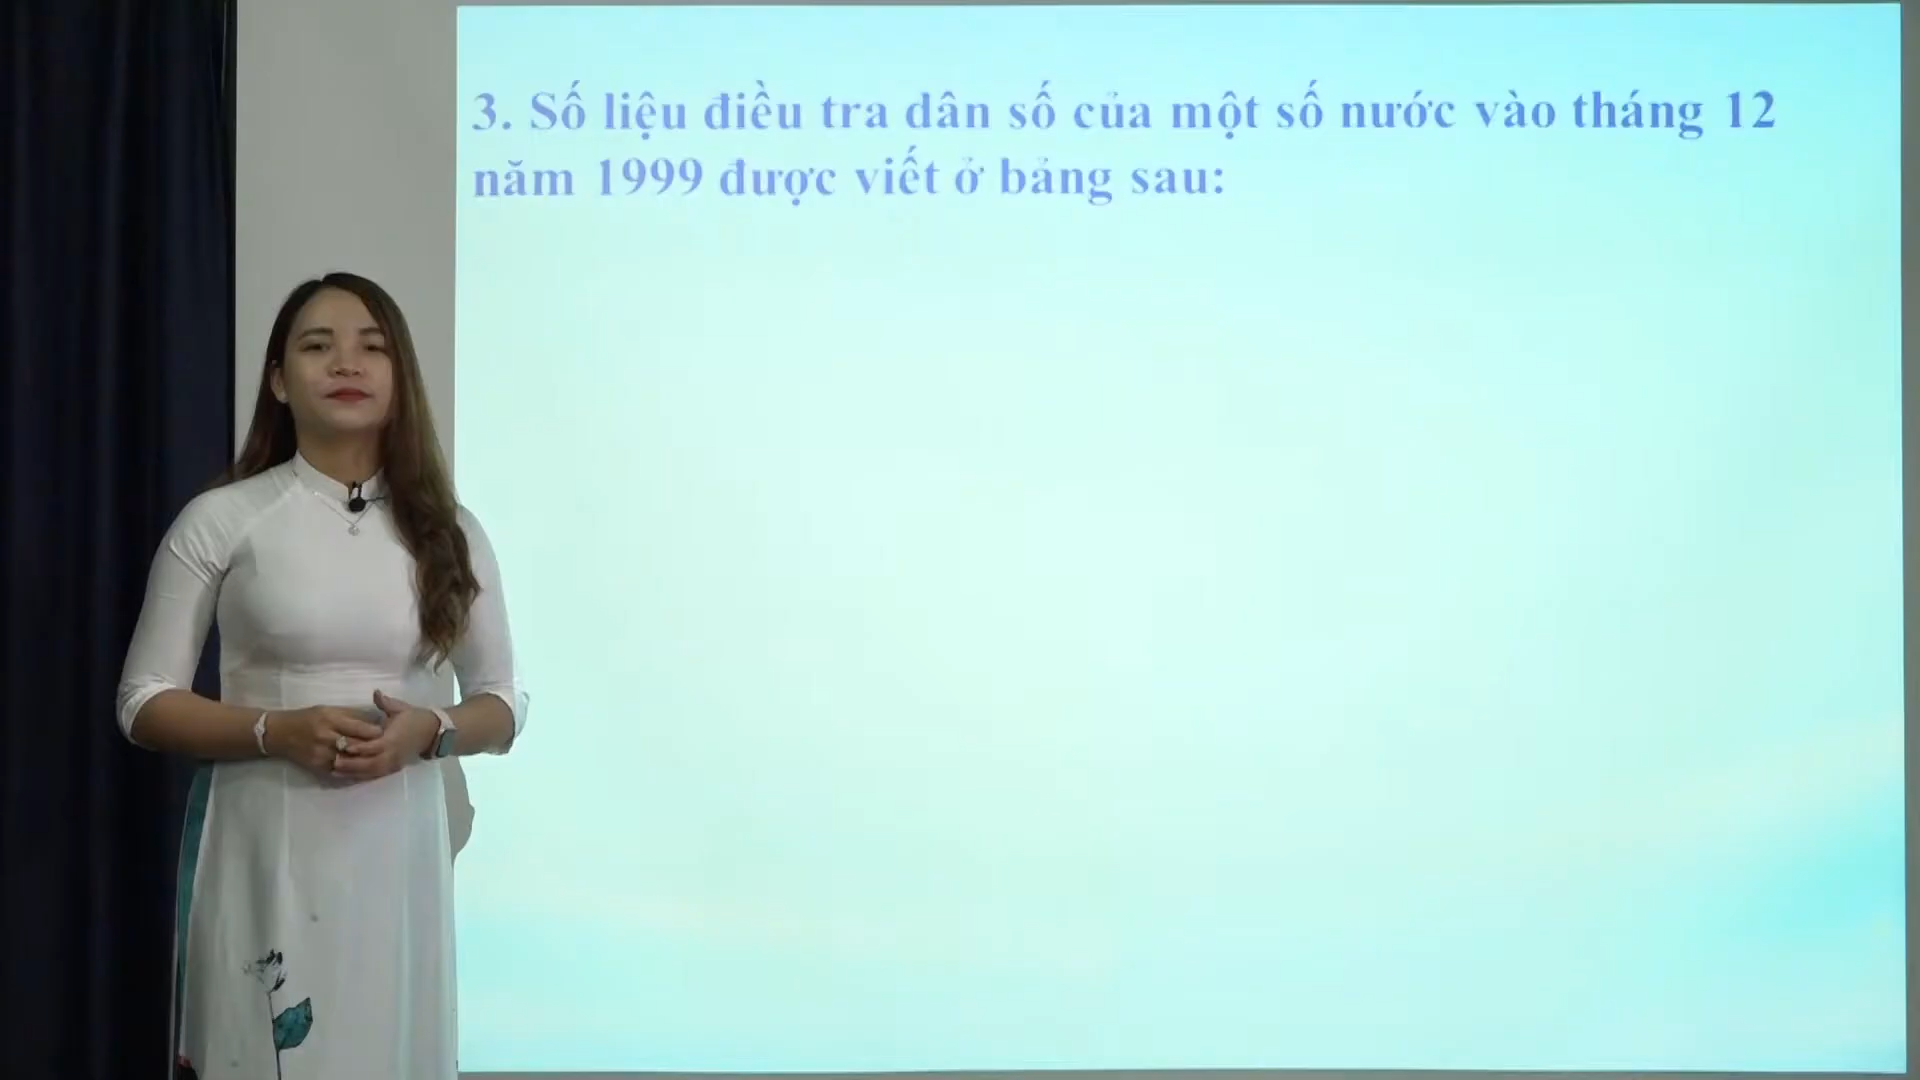 3. Số liệu điều tra dân số của một số nước vào tháng 12
năm 1999 được viết ở bảng sau: